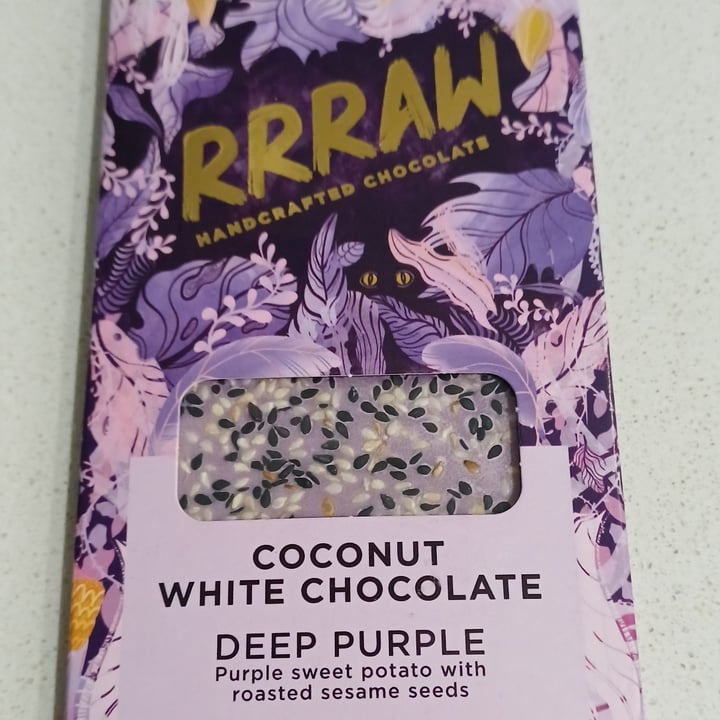 RRRAW
HANDCRAFTED CHOCOLATE
COCONUT
WHITE CHOCOLATE
DEEP PURPLE
Purple sweet potato with
roasted sesame seeds